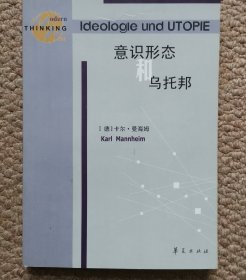 odern
THINKING
Ideologie und UTOPIE
意识形态
和
乌托邦
[德]卡尔·曼海姆
Karl Mannheim
华夏出版社